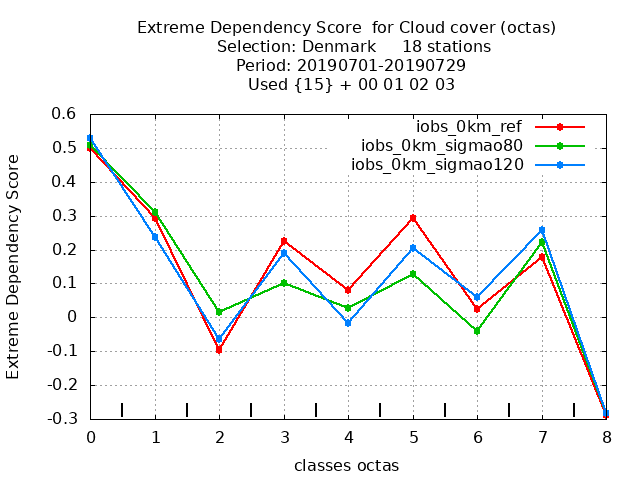 Extreme Dependency Score  for Cloud cover (octas)
Selection: Denmark     18 stations
Period: 20190701-20190729
Used {15} + 00 01 02 03
iobs_0km_ref
iobs_0km_sigmao80
iobs_0km_sigmao120
Extreme Dependency Score
0.6
0.5
0.4
0.3
0.2
0.1
0
-0.1
-0.2
-0.3
0 1 2 3 4 5 6 7 8
classes octas